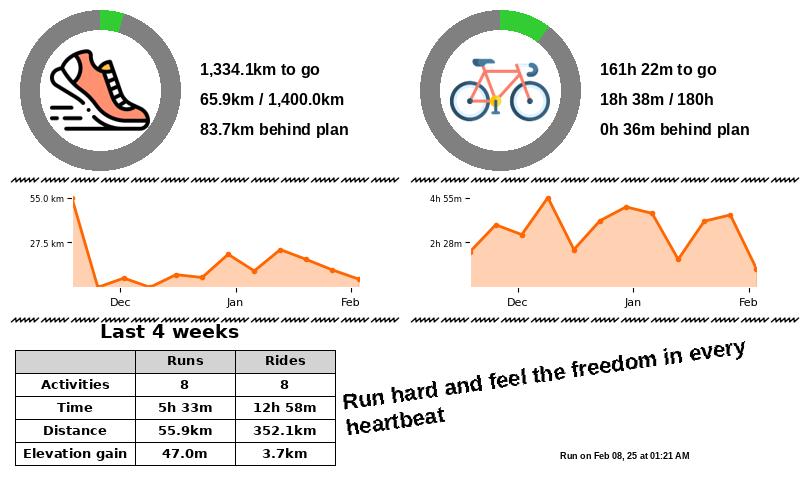 1,334.1km to go
65.9km / 1,400.0km
83.7km behind plan
161h 22m to go
18h 38m / 180h
0h 36m behind plan
55.0 km
27.5 km
Dec Jan Feb
4h 55m
2h 28m
Dec Jan Feb
Last 4 weeks
Runs Rides
Activities 8 8
Time 5h 33m 12h 58m
Distance 55.9km 352.1km
Elevation gain 47.0m 3.7km
Run hard and feel the freedom in every
heartbeat
Run on Feb 08, 25 at 01:21 AM